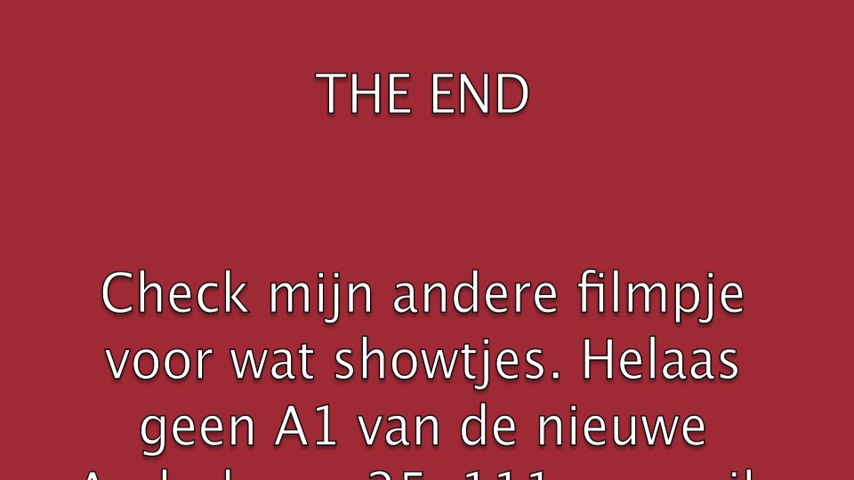 THE END
Check mijn andere filmpje
voor wat showtjes. Helaas
geen A1 van de nieuwe